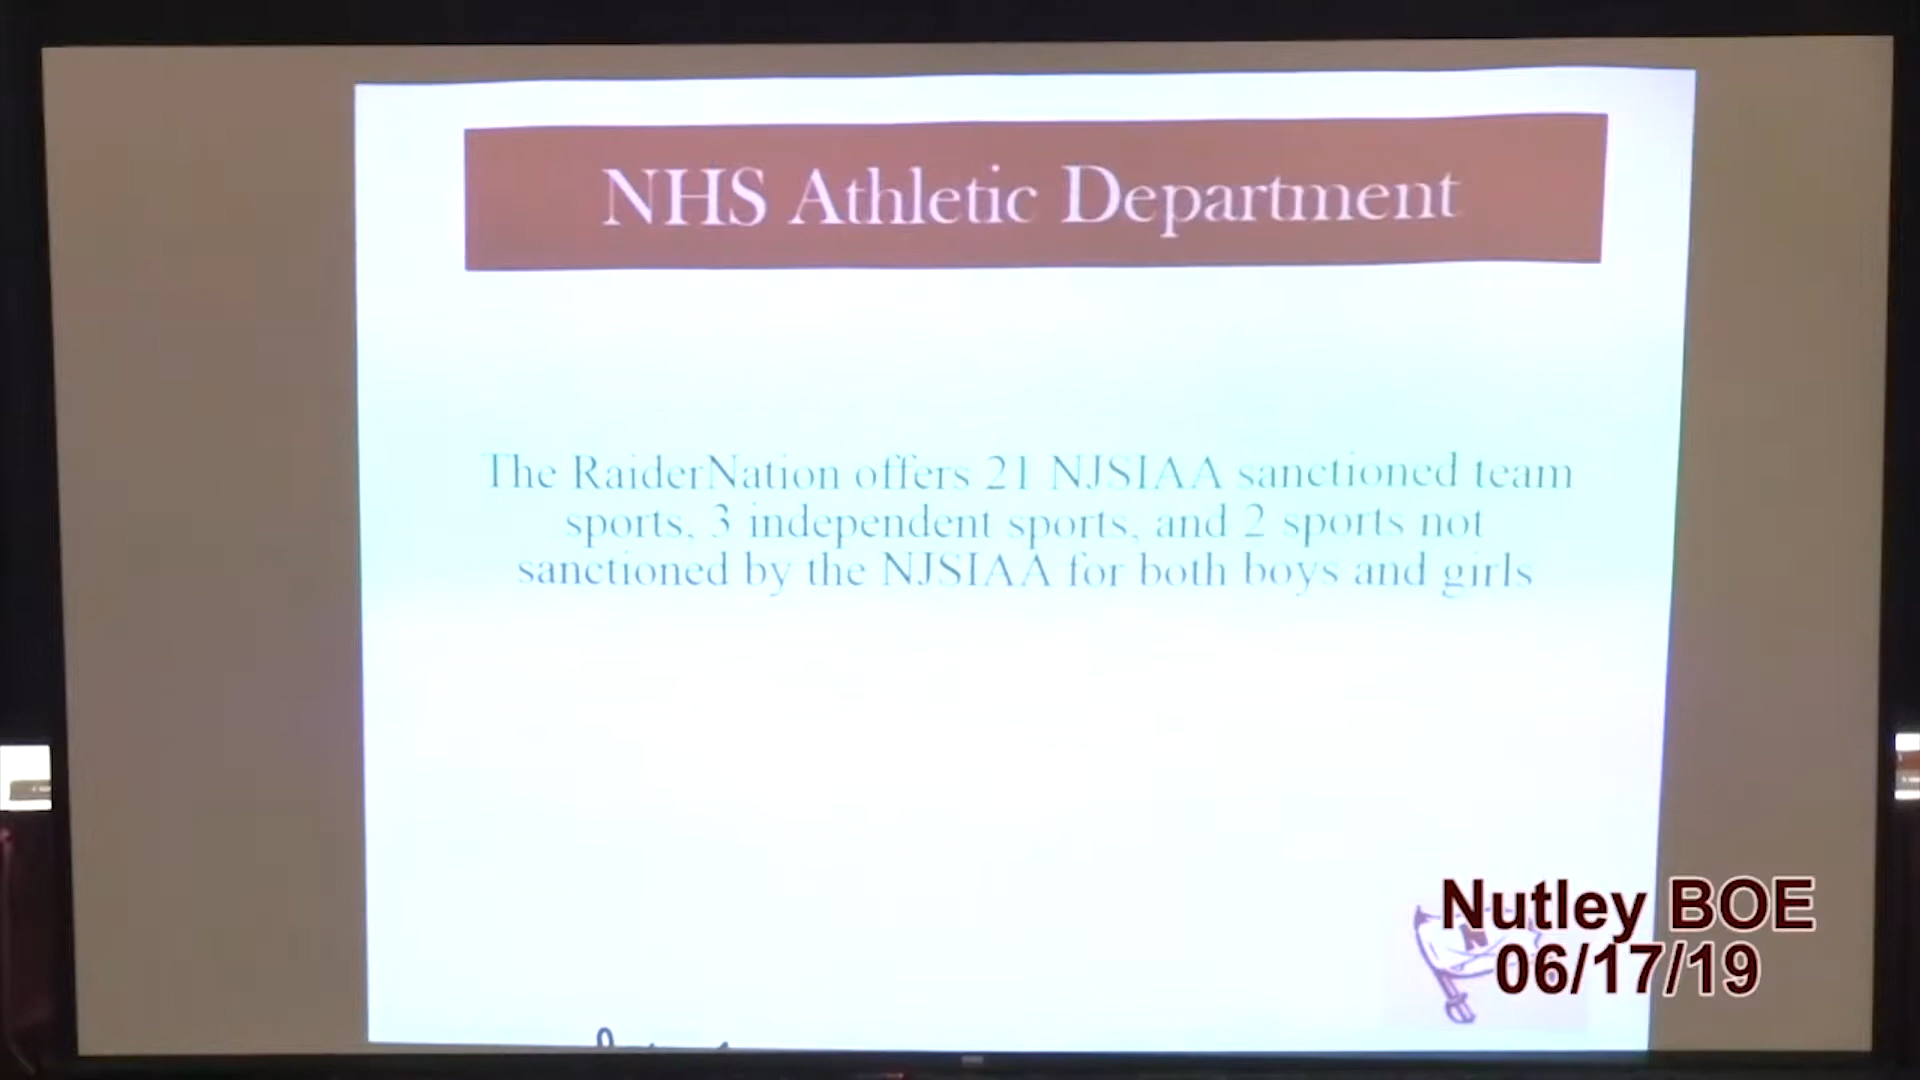 NHS Athletic Department
The RaiderNation offers 21 NJSIAA sanctioned team
sports, 3 independent sports, and 2 sports not
sanctioned by the NJSIAA for both boys and girls
N
Nutley BOE
06/17/19